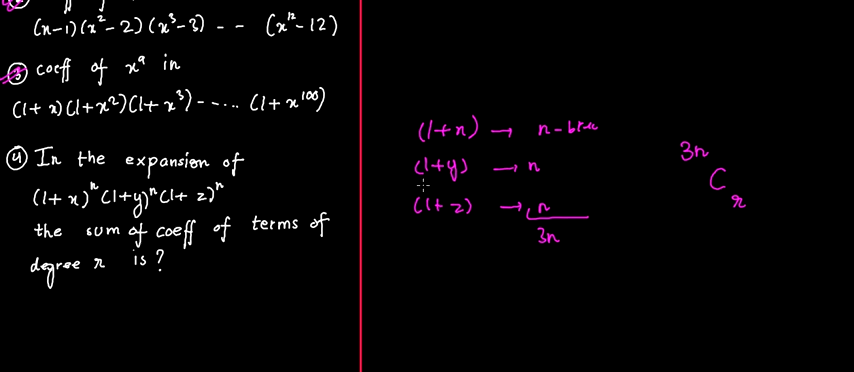 (x-1)(x²-2)(x³-3) -- (x¹²-12)
③ coeff of x⁹ in
(1+x)(1+x²)(1+x³)-.... (1+x¹⁰⁰)
④ In the expansion of
(1+x)ⁿ(1+y)ⁿ(1+z)ⁿ
the sum of coeff of terms of
degree r is?
(1+x) → n-
(1+y) → n
(1+z) → n
3n
3n
C
r